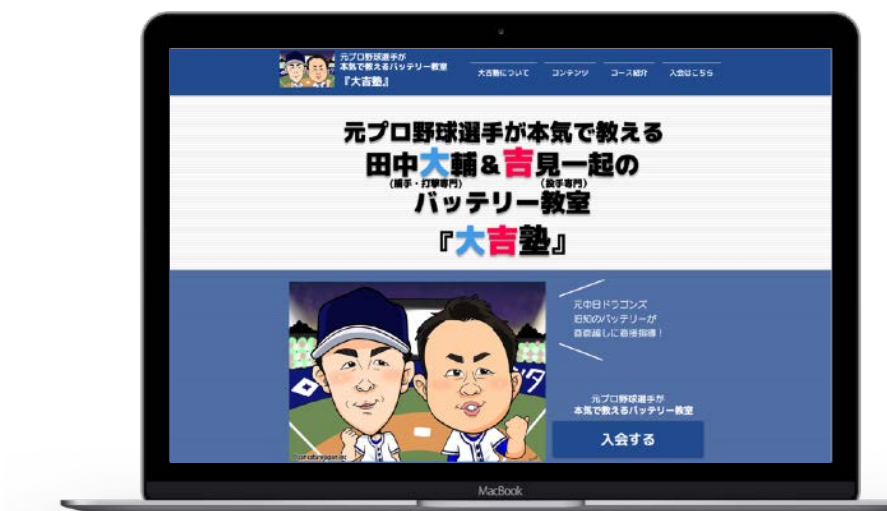 元プロ野球選手が
本気で教えるバッテリー教室
『大吉塾』
大吉塾について コンテンツ コース紹介 入会はこちら
元プロ野球選手が本気で教える
田中大輔&吉見一起の
(捕手・打撃専門) (投手専門)
バッテリー教室
『大吉塾』
元中日ドラゴンズ
旧知のバッテリーが
直接指導!
元プロ野球選手が
本気で教えるバッテリー教室
入会する
MacBook